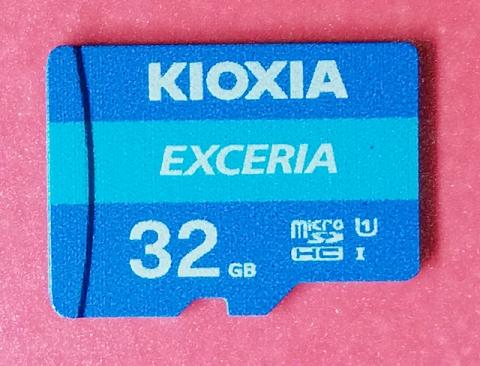 KIOXIA
EXCERIA
32 GB
micro SD HC U1 I